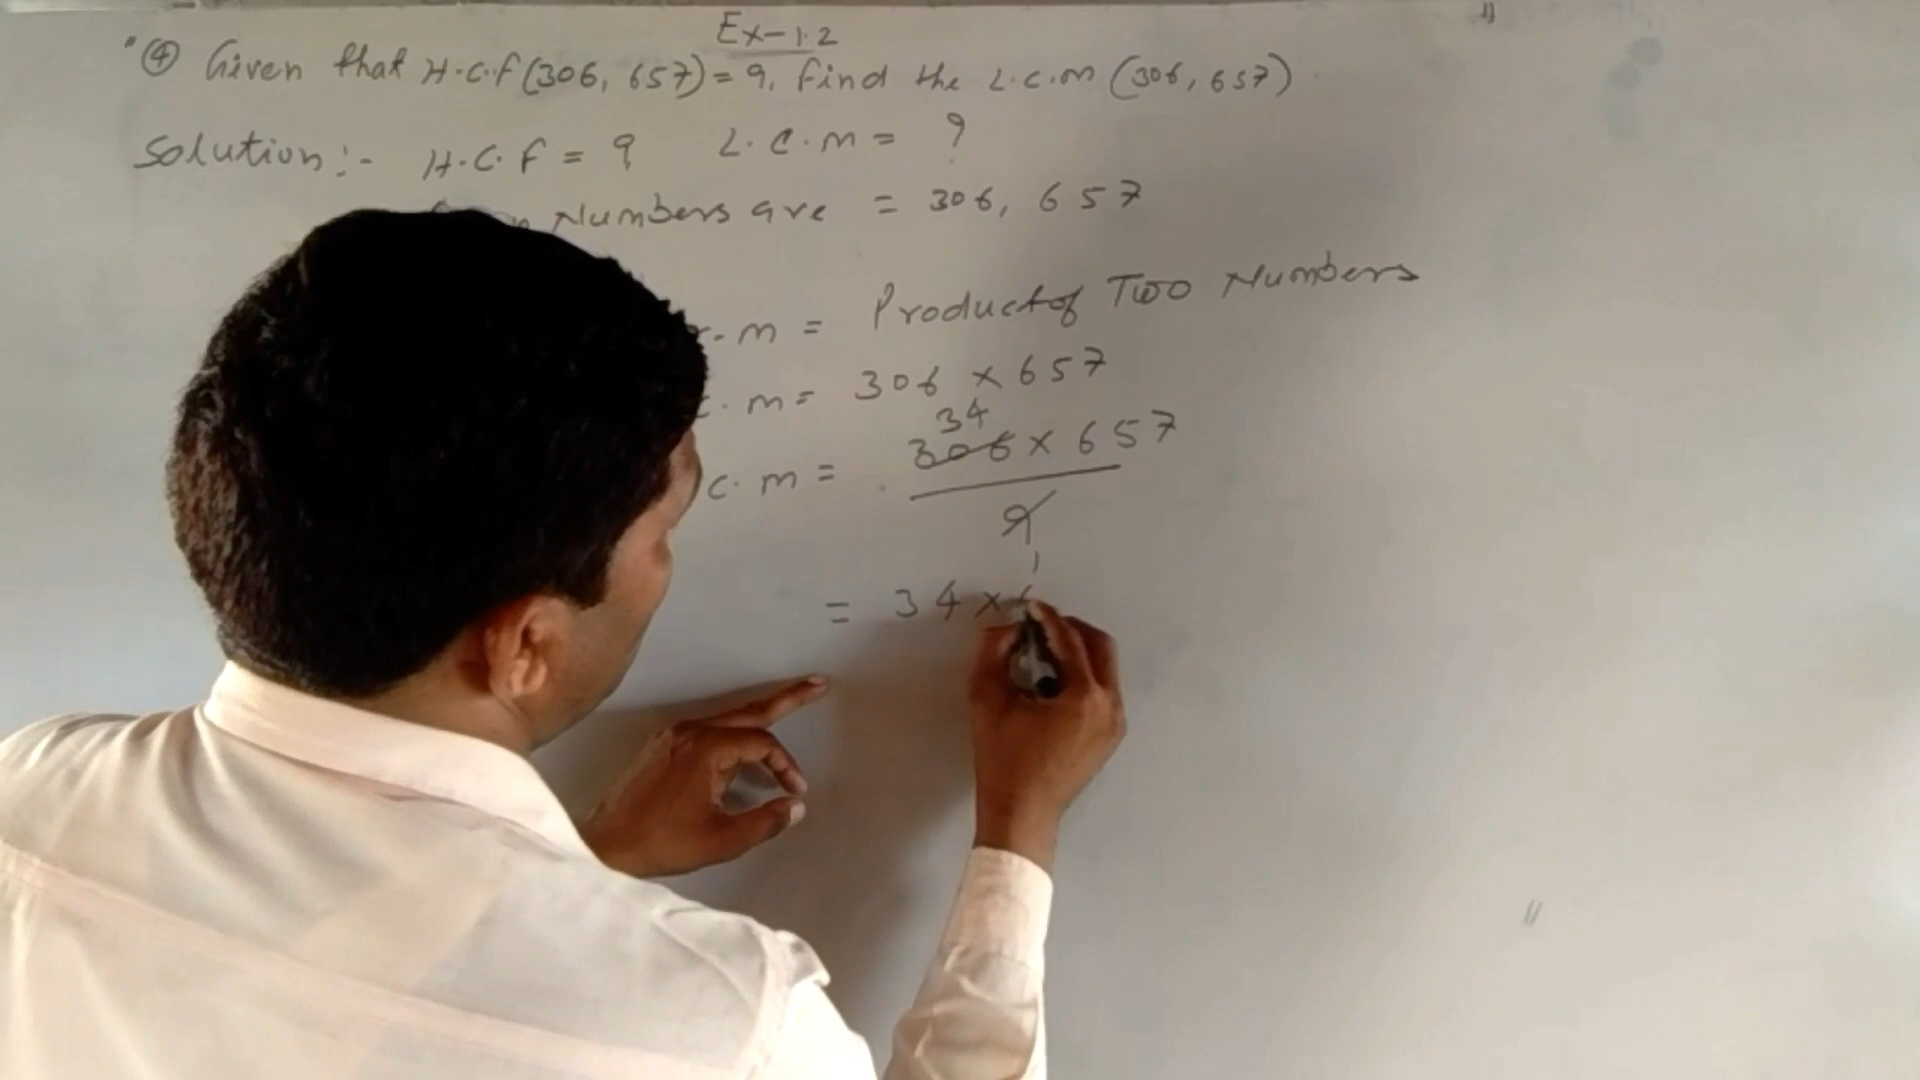 Ex-1.2
④ Given that H.C.F(306, 657) = 9, find the L.C.M (306, 657)
Solution:- H.C.F = 9 L.C.M = ?
Numbers are = 306, 657
.M = Product of Two Numbers
C.M = 306 × 657
34
C.M = 306 × 657
9
1
= 34 ×